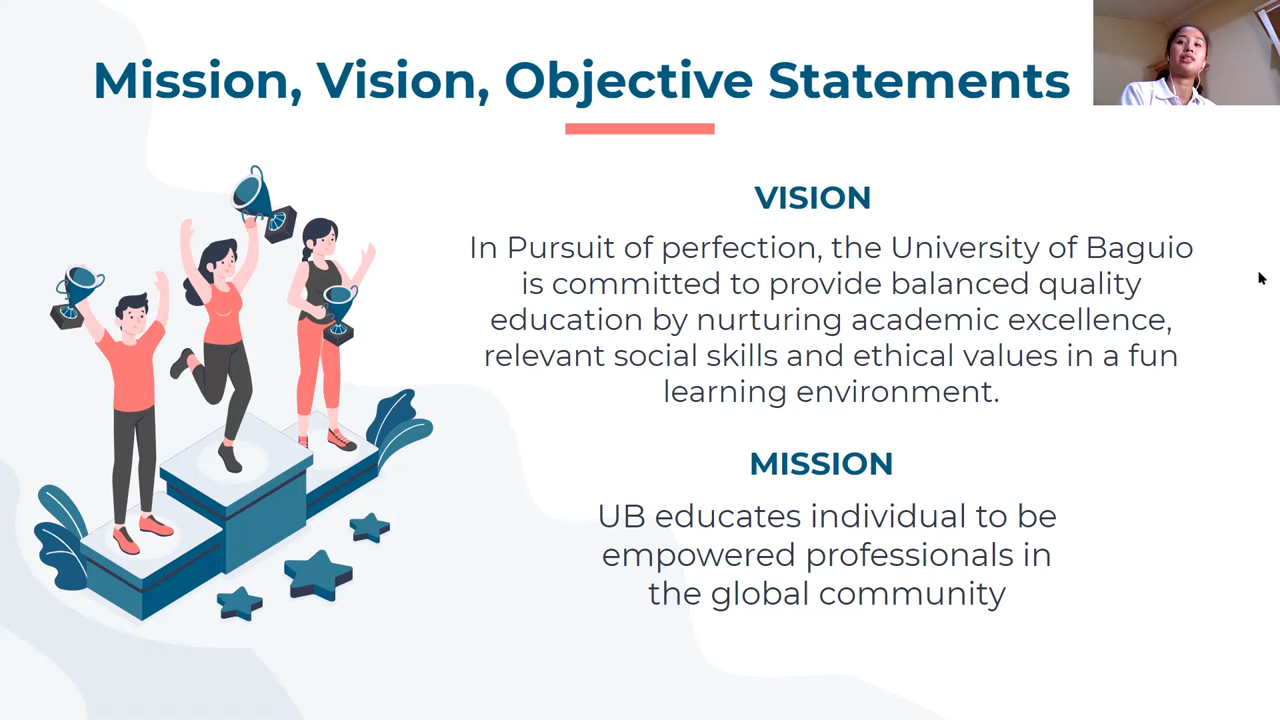 Mission, Vision, Objective Statements
VISION
In Pursuit of perfection, the University of Baguio
is committed to provide balanced quality
education by nurturing academic excellence,
relevant social skills and ethical values in a fun
learning environment.
MISSION
UB educates individual to be
empowered professionals in
the global community